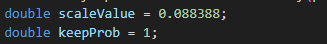 double scaleValue = 0.088388;
double keepProb = 1;